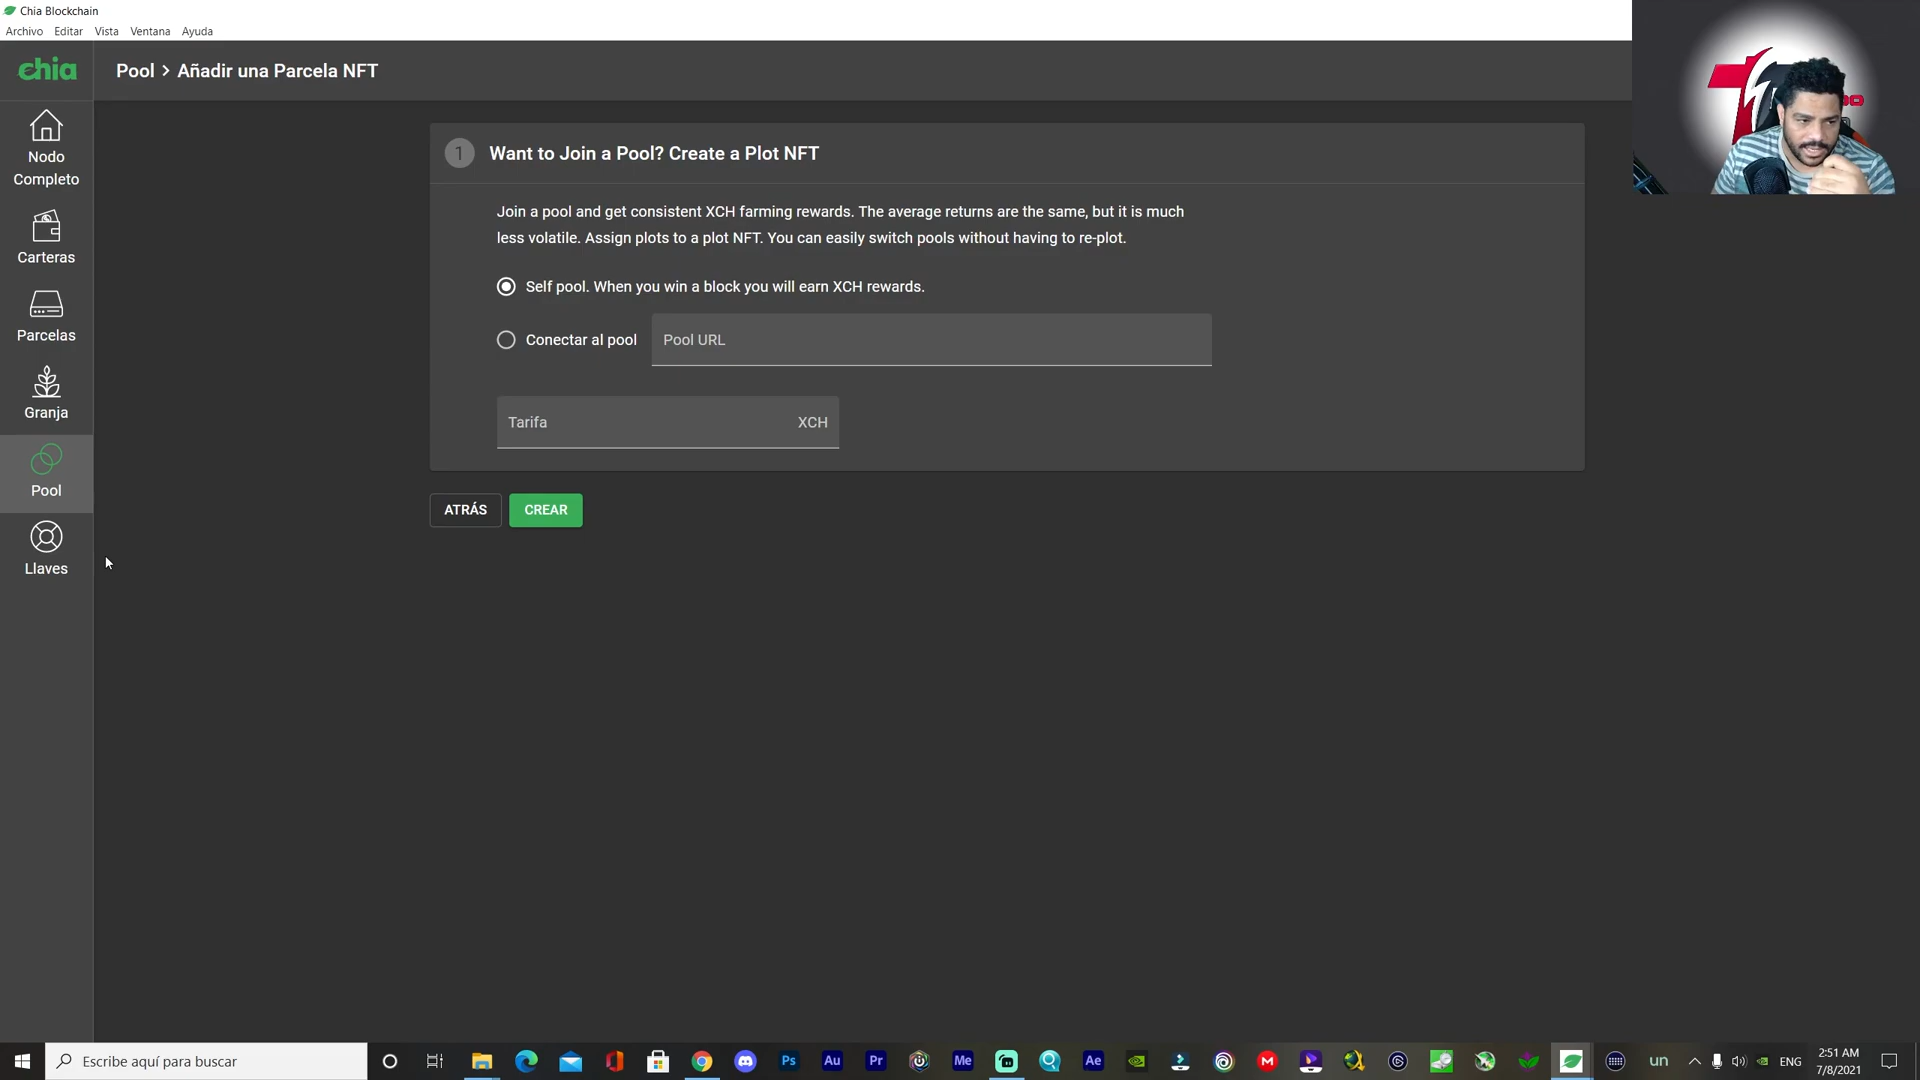 Chia Blockchain
Archivo Editar Vista Ventana Ayuda
chia
Pool > Añadir una Parcela NFT
Nodo
Completo
Carteras
Parcelas
Granja
Pool
Llaves
1 Want to Join a Pool? Create a Plot NFT
Join a pool and get consistent XCH farming rewards. The average returns are the same, but it is much
less volatile. Assign plots to a plot NFT. You can easily switch pools without having to re-plot.
Self pool. When you win a block you will earn XCH rewards.
Conectar al pool Pool URL
Tarifa XCH
ATRÁS CREAR
Escribe aquí para buscar
Ps Au Pr Me Ae
un
ENG
2:51 AM
7/8/2021